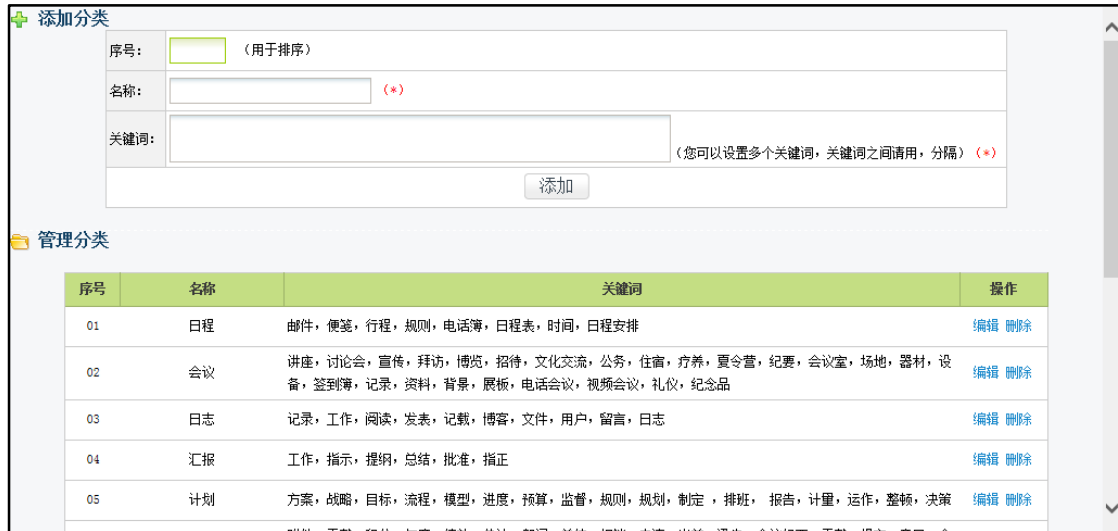 添加分类
序号： （用于排序）
名称： (*)
关键词： （您可以设置多个关键词，关键词之间请用，分隔） (*)
添加
管理分类
序号 名称 关键词 操作
01 日程 邮件，便笺，行程，规则，电话簿，日程表，时间，日程安排 编辑 删除
02 会议 讲座，讨论会，宣传，拜访，博览，招待，文化交流，公务，住宿，疗养，夏令营，纪要，会议室，场地，器材，设 编辑 删除
备，签到簿，记录，资料，背景，展板，电话会议，视频会议，礼仪，纪念品
03 日志 记录，工作，阅读，发表，记载，博客，文件，用户，留言，日志 编辑 删除
04 汇报 工作，指示，提纲，总结，批准，指正 编辑 删除
05 计划 方案，战略，目标，流程，模型，进度，预算，监督，规则，规划，制定 ，排班， 报告，计量，运作，整顿，决策 编辑 删除